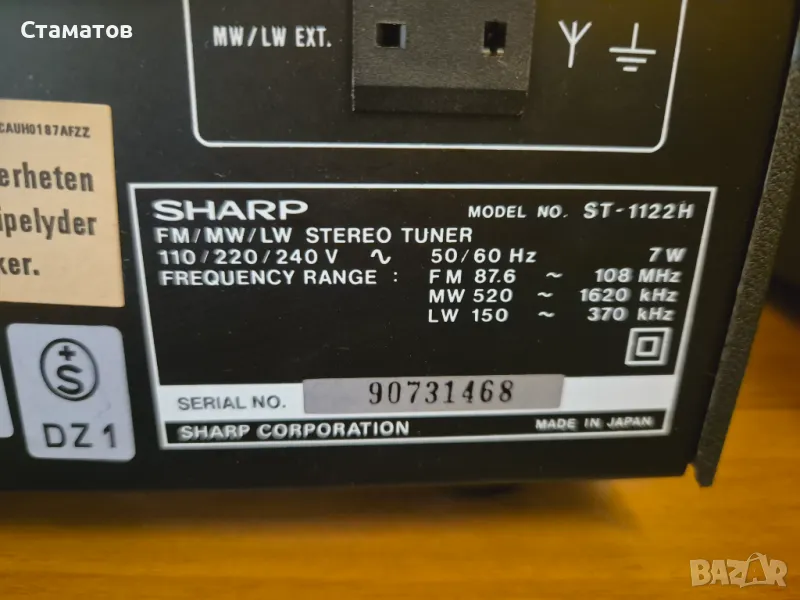 Стаматов
MW/LW EXT.
CAUH0187AFZZ
erheten
ipelyder
ker.
SHARP MODEL NO. ST-1122H
FM/MW/LW STEREO TUNER
110/220/240 V ∿ 50/60 Hz 7 W
FREQUENCY RANGE : FM 87.6 ~ 108 MHz
MW 520 ~ 1620 kHz
LW 150 ~ 370 kHz
SERIAL NO. 90731468
SHARP CORPORATION MADE IN JAPAN
+
S
DZ1
BAZAR